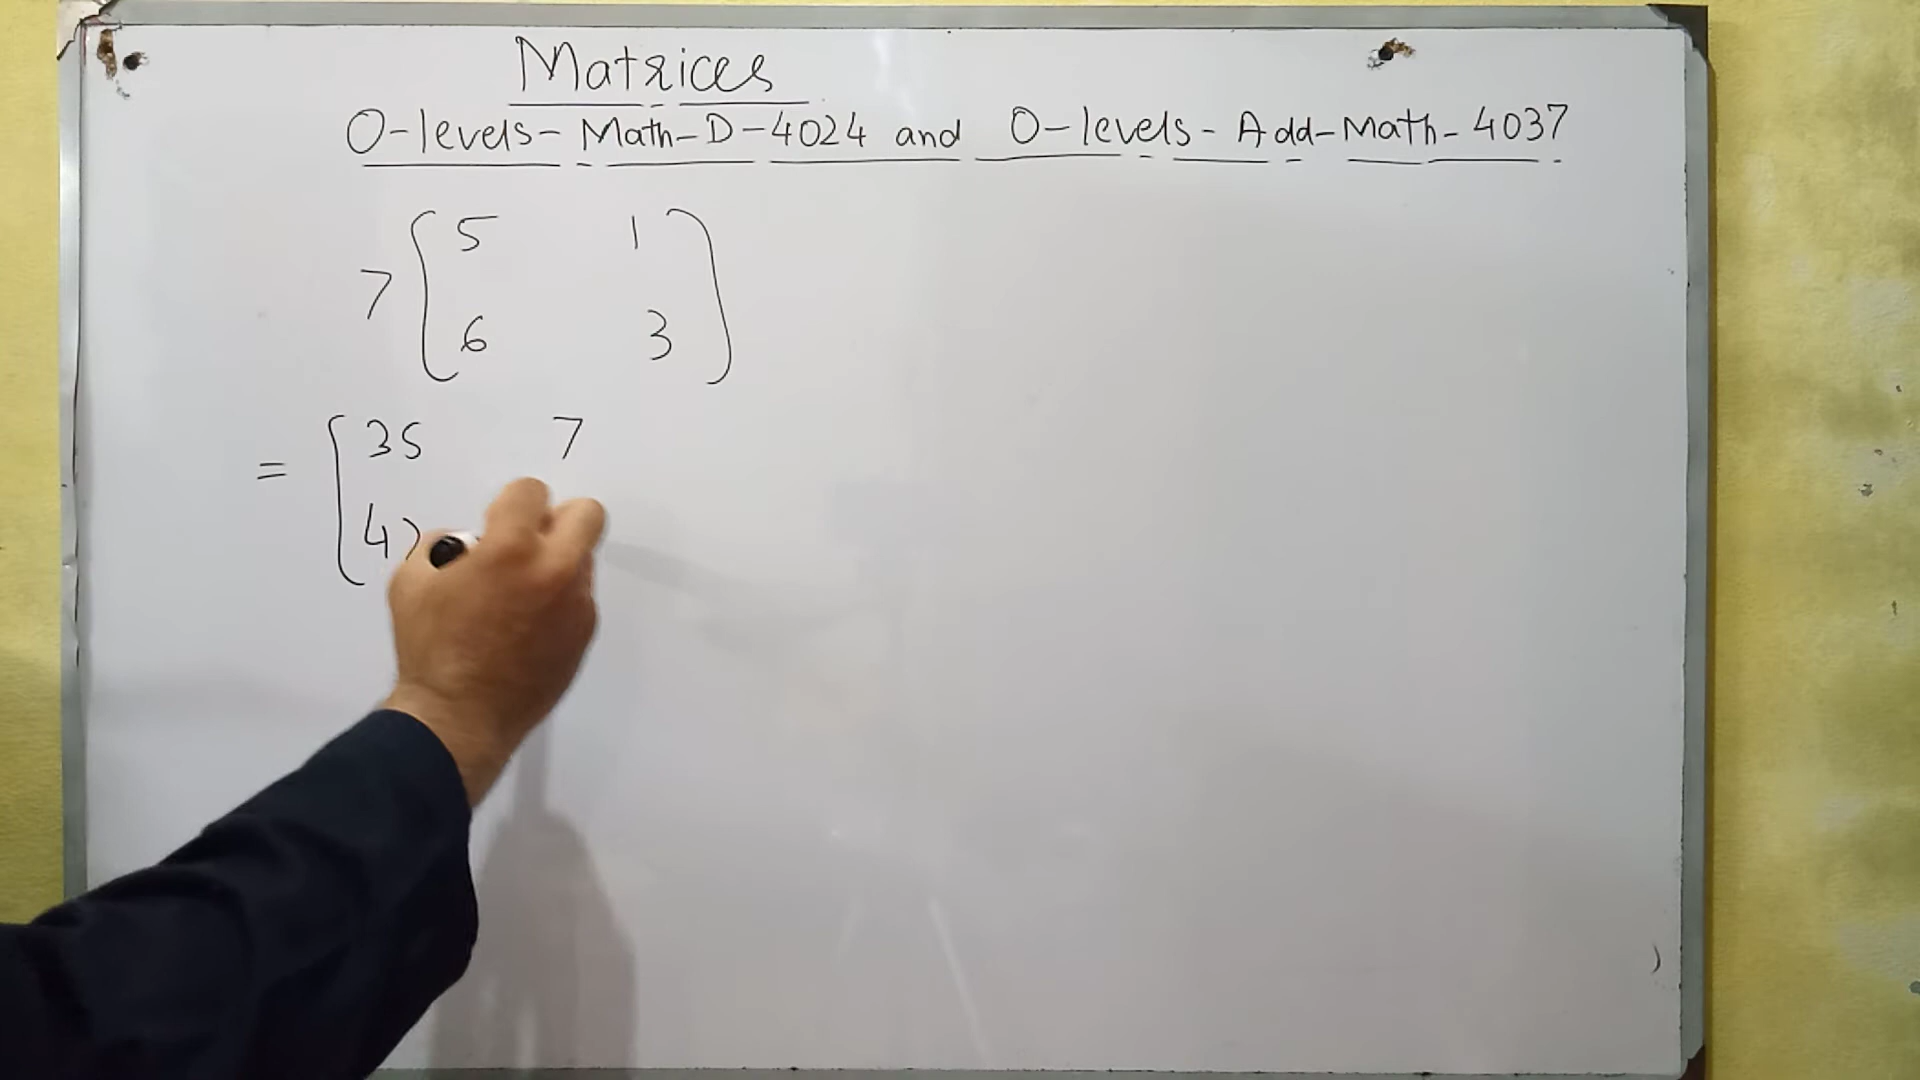 Matrices
O-levels-Math-D-4024 and O-levels-Add-Math-4037
7 ( 5 1
6 3 )
= [ 35 7
4